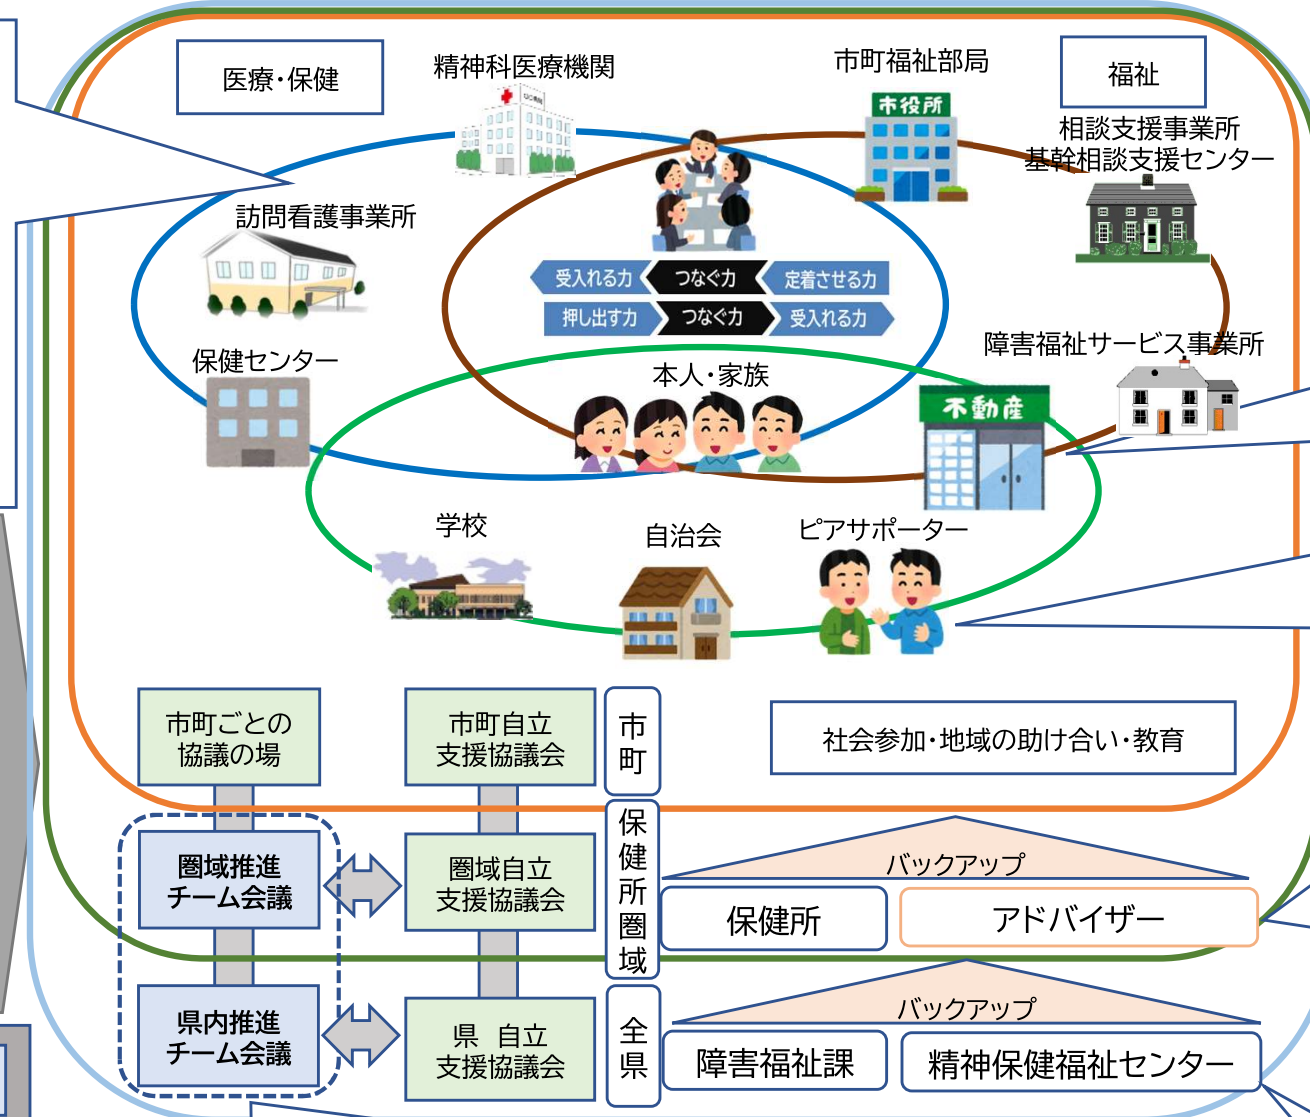 医療・保健
精神科医療機関
市町福祉部局
福祉
市役所
相談支援事業所
基幹相談支援センター
訪問看護事業所
受入れる力
つなぐ力
定着させる力
押し出す力
つなぐ力
受入れる力
障害福祉サービス事業所
保健センター
本人・家族
不動産
学校
自治会
ピアサポーター
市町ごとの
協議の場
市町自立
支援協議会
市町
社会参加・地域の助け合い・教育
圏域推進
チーム会議
圏域自立
支援協議会
保健所圏域
バックアップ
保健所
アドバイザー
県内推進
チーム会議
県 自立
支援協議会
全県
バックアップ
障害福祉課
精神保健福祉センター